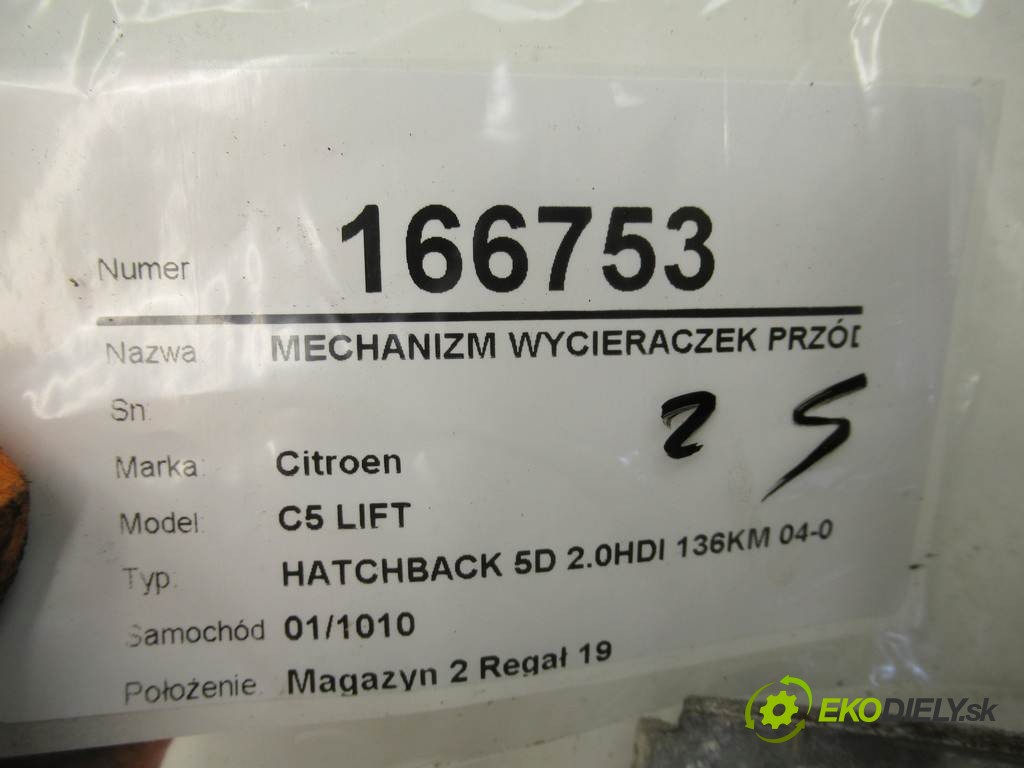 Numer 166753
Nazwa MECHANIZM WYCIERACZEK PRZÓD
Sn:
2 5
Marka: Citroen
Model: C5 LIFT
Typ: HATCHBACK 5D 2.0HDI 136KM 04-0
Samochód 01/1010
Położenie. Magazyn 2 Regał 19
EKODIELY.sk